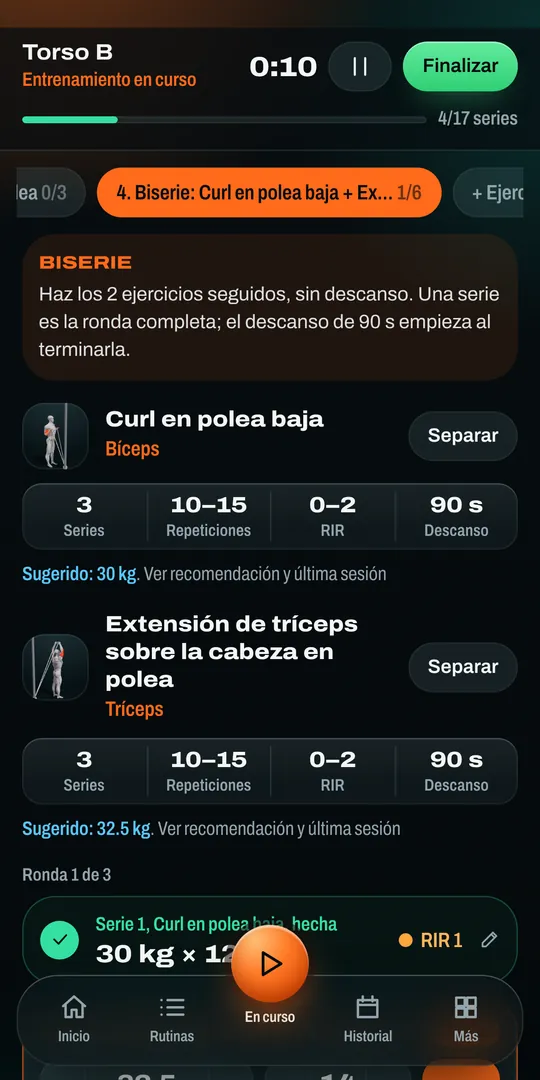 Torso B
Entrenamiento en curso
0:10
Finalizar
4/17 series
lea 0/3
4. Biserie: Curl en polea baja + Ex... 1/6
+ Ejerc
BISERIE
Haz los 2 ejercicios seguidos, sin descanso. Una serie
es la ronda completa; el descanso de 90 s empieza al
terminarla.
Curl en polea baja
Bíceps
Separar
3 10–15 0–2 90 s
Series Repeticiones RIR Descanso
Sugerido: 30 kg. Ver recomendación y última sesión
Extensión de tríceps
sobre la cabeza en
polea
Tríceps
Separar
3 10–15 0–2 90 s
Series Repeticiones RIR Descanso
Sugerido: 32.5 kg. Ver recomendación y última sesión
Ronda 1 de 3
Serie 1, Curl en polea baja, hecha
30 kg × 12
RIR 1
Inicio Rutinas En curso Historial Más